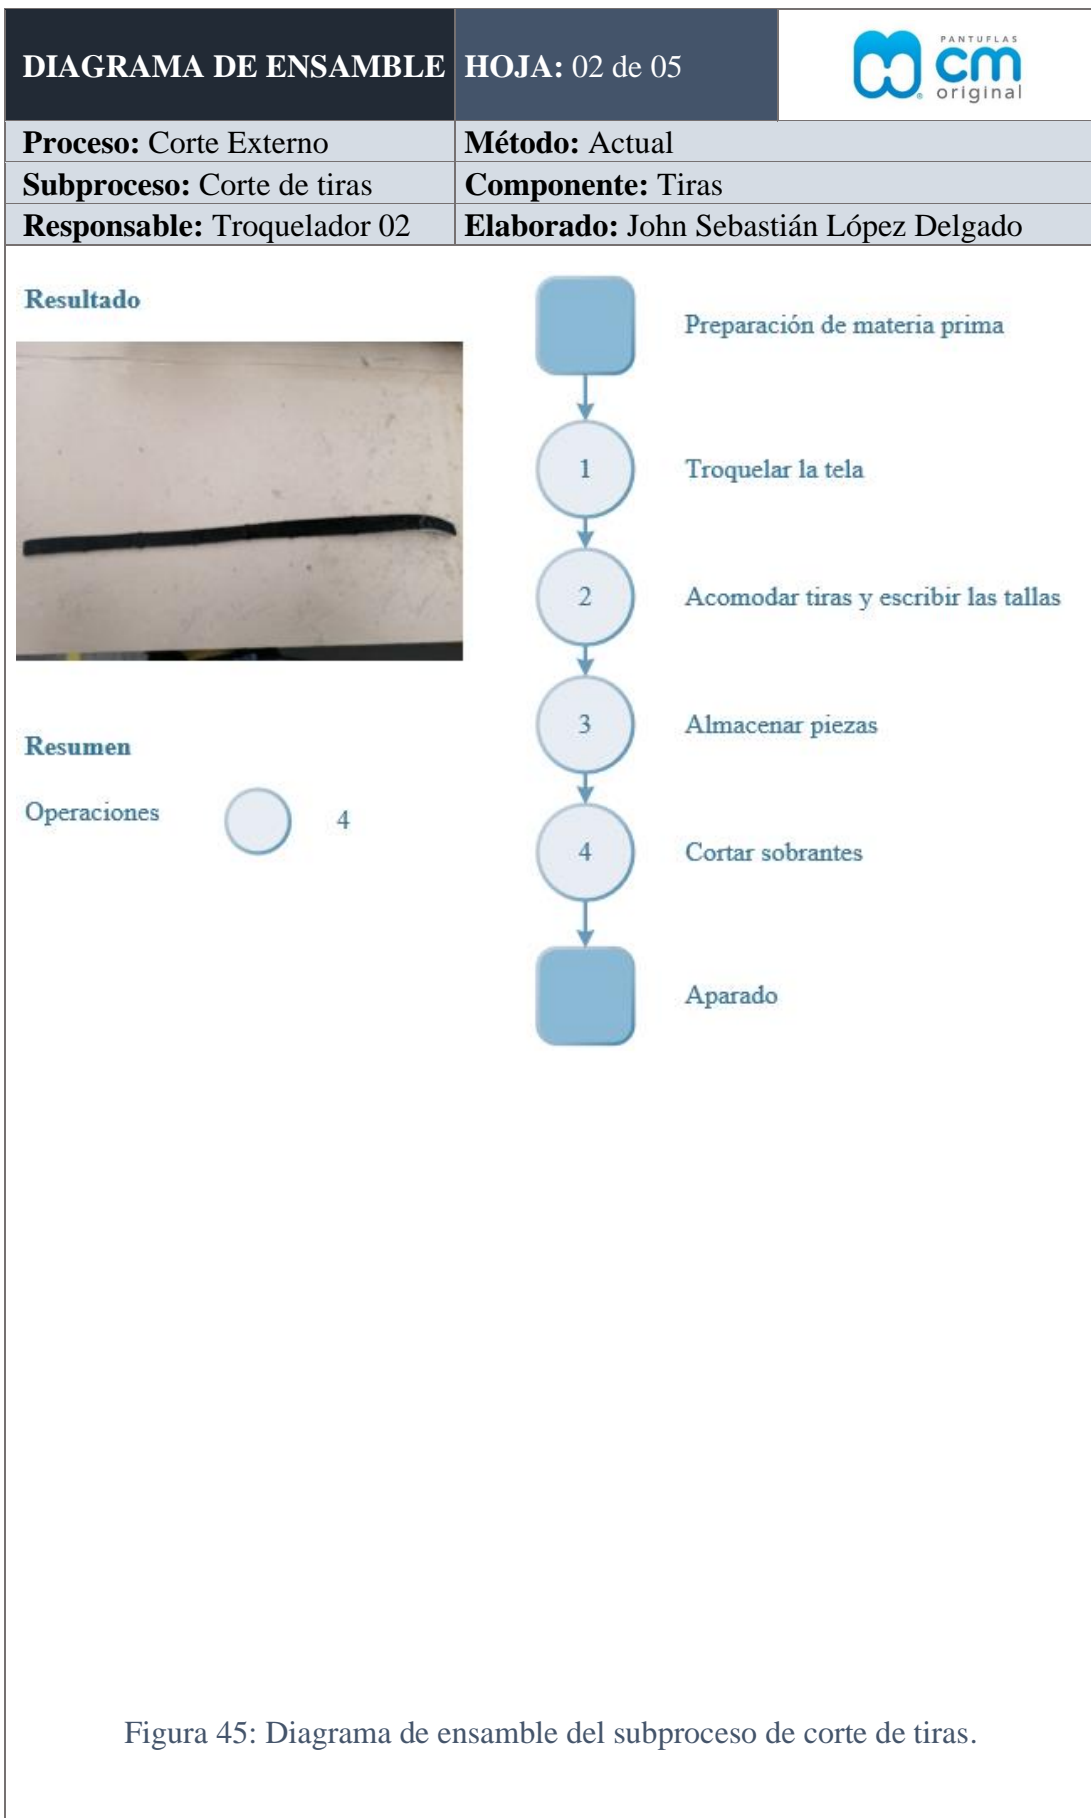 DIAGRAMA DE ENSAMBLE HOJA: 02 de 05
PANTUFLAS
cm
original
Proceso: Corte Externo Método: Actual
Subproceso: Corte de tiras Componente: Tiras
Responsable: Troquelador 02 Elaborado: John Sebastián López Delgado
Resultado
Resumen
Operaciones 4
Preparación de materia prima
1 Troquelar la tela
2 Acomodar tiras y escribir las tallas
3 Almacenar piezas
4 Cortar sobrantes
Aparado
Figura 45: Diagrama de ensamble del subproceso de corte de tiras.